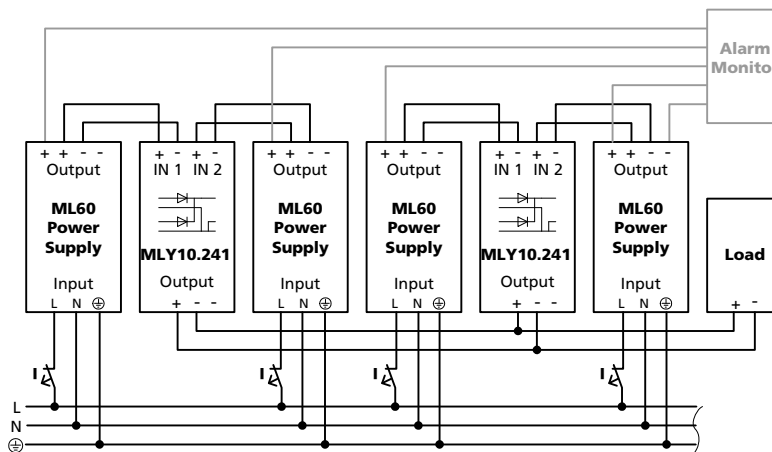 Alarm
Monito
+ + - -
+ - + -
+ + - -
+ + - -
+ - + -
+ + - -
Output
IN 1 IN 2
Output
Output
IN 1 IN 2
Output
ML60
Power
Supply
MLY10.241
ML60
Power
Supply
ML60
Power
Supply
MLY10.241
ML60
Power
Supply
Load
Input
Output
Input
Input
Output
Input
L N ⏚
+ - -
L N ⏚
L N ⏚
+ - -
L N ⏚
+ -
I
I
I
I
L
N
⏚